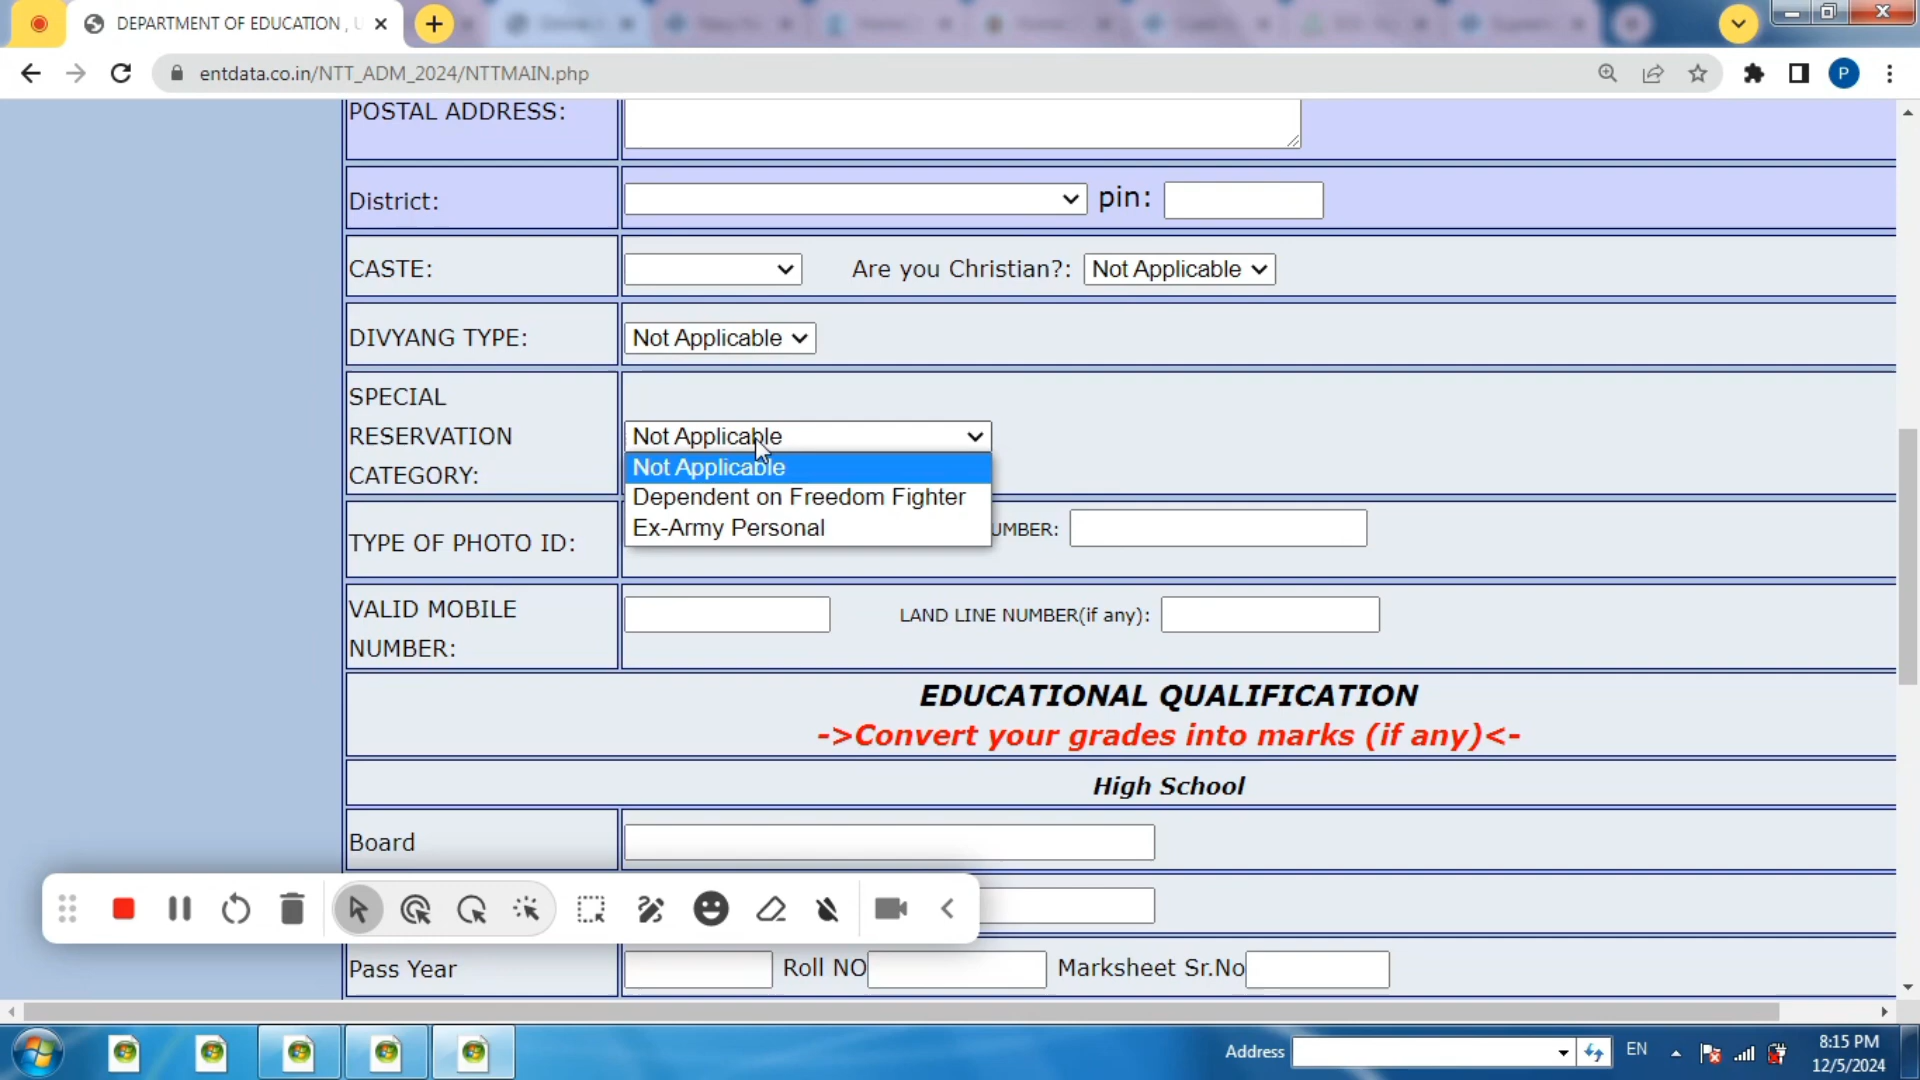 DEPARTMENT OF EDUCATION , U
entdata.co.in/NTT_ADM_2024/NTTMAIN.php
P
POSTAL ADDRESS:
District:
pin:
CASTE:
Are you Christian?: Not Applicable
DIVYANG TYPE:
Not Applicable
SPECIAL
RESERVATION
CATEGORY:
Not Applicable
Not Applicable
Dependent on Freedom Fighter
Ex-Army Personal
TYPE OF PHOTO ID:
UMBER:
VALID MOBILE
NUMBER:
LAND LINE NUMBER(if any):
EDUCATIONAL QUALIFICATION
->Convert your grades into marks (if any)<-
High School
Board
Pass Year
Roll NO
Marksheet Sr.No
Address
EN
8:15 PM
12/5/2024